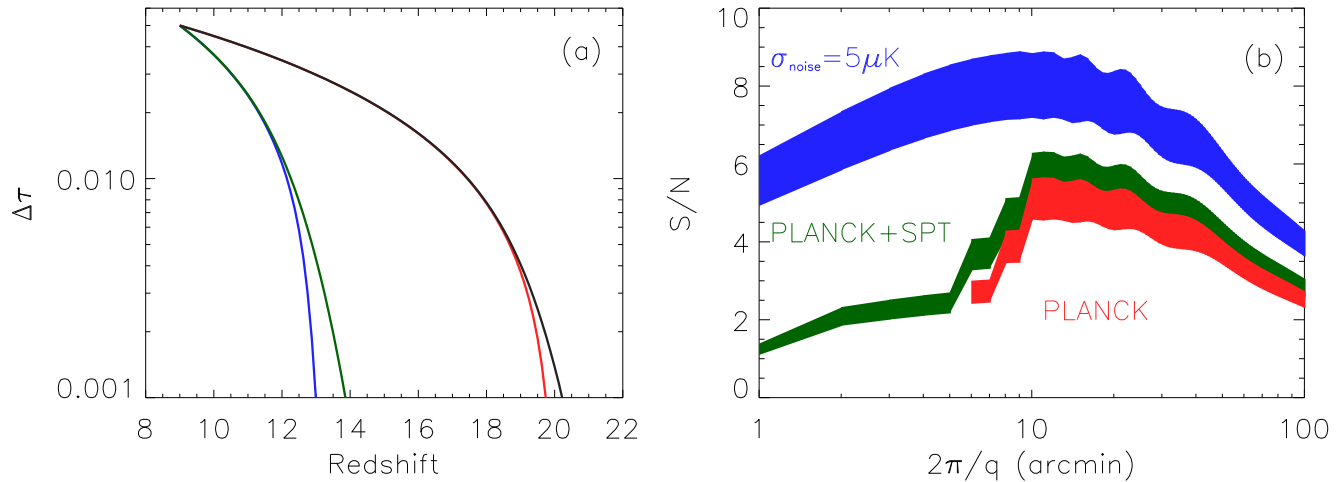 (a)
0.010
0.001
Δτ
8 10 12 14 16 18 20 22
Redshift
(b)
σnoise=5μK
PLANCK+SPT
PLANCK
10
8
6
4
2
0
S/N
1 10 100
2π/q (arcmin)